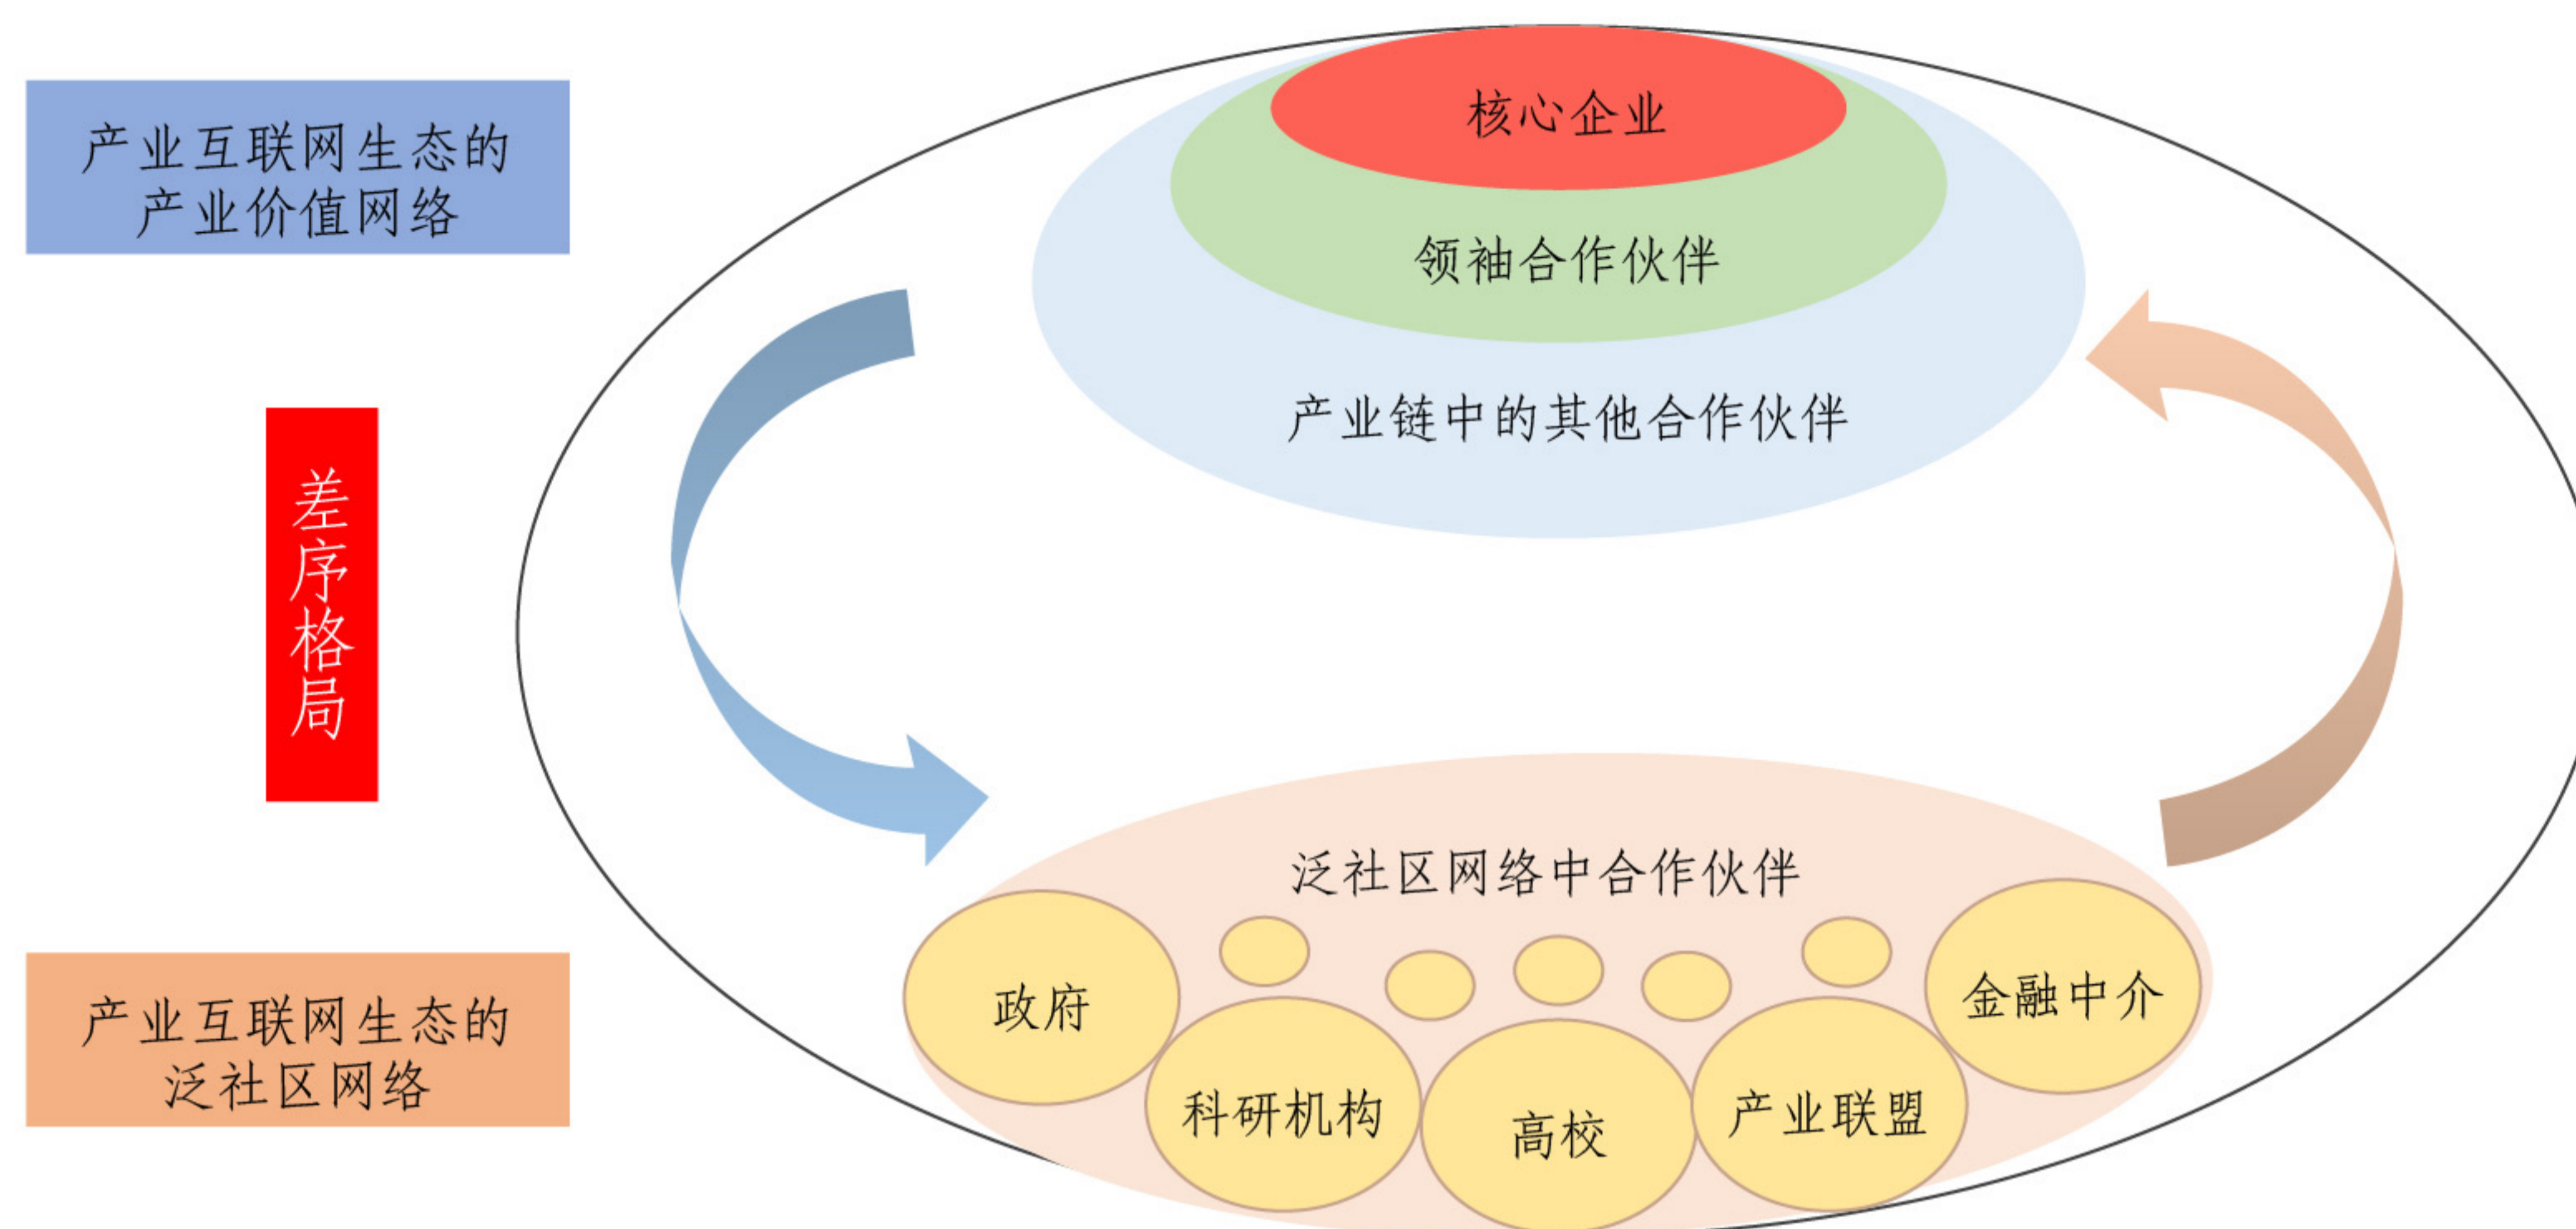 产业互联网生态的
产业价值网络
差序格局
产业互联网生态的
泛社区网络
核心企业
领袖合作伙伴
产业链中的其他合作伙伴
泛社区网络中合作伙伴
政府
科研机构
高校
产业联盟
金融中介